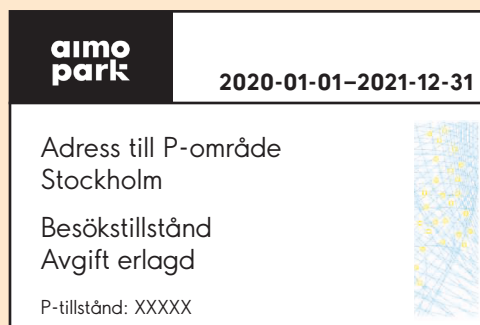 aimo
park
2020-01-01–2021-12-31
Adress till P-område
Stockholm
Besökstillstånd
Avgift erlagd
P-tillstånd: XXXXX